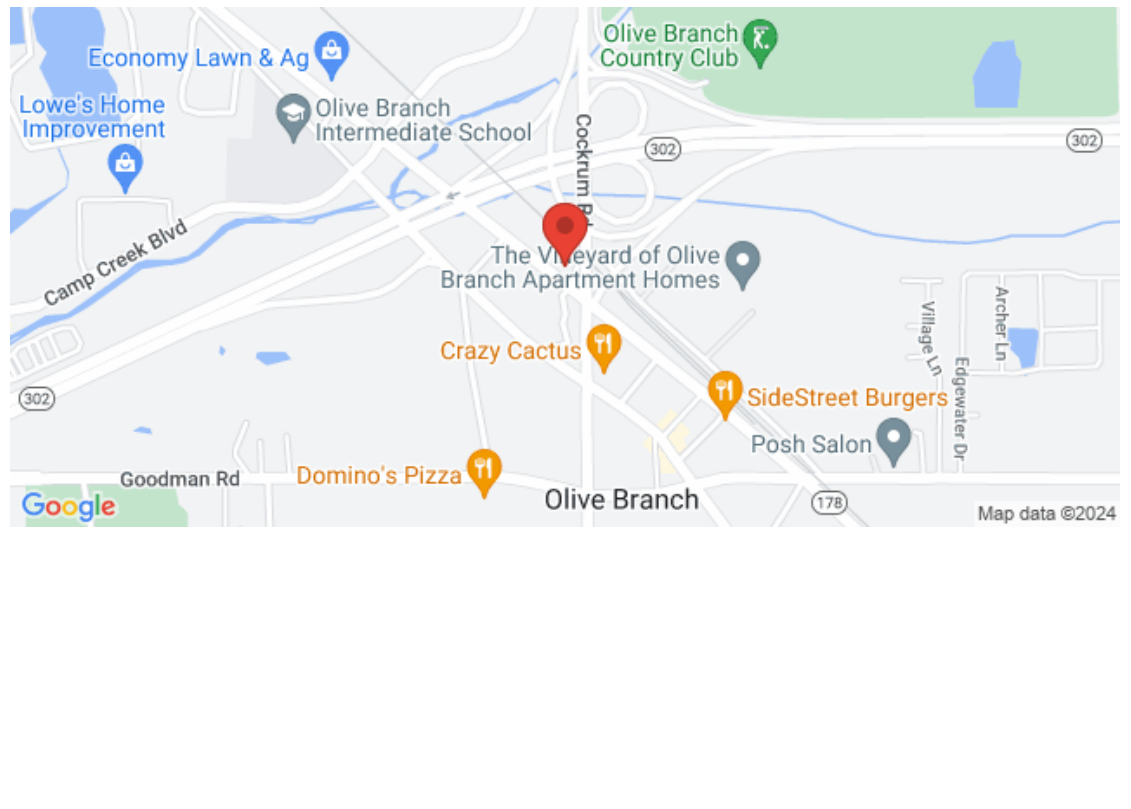 Olive Branch
Country Club
Economy Lawn & Ag
Lowe's Home
Improvement
Olive Branch
Intermediate School
Cockrum Rd
302
302
Camp Creek Blvd
The Vineyard of Olive
Branch Apartment Homes
Village Ln
Archer Ln
Edgewater Dr
Crazy Cactus
SideStreet Burgers
302
Posh Salon
Goodman Rd
Domino's Pizza
Olive Branch
178
Google
Map data ©2024